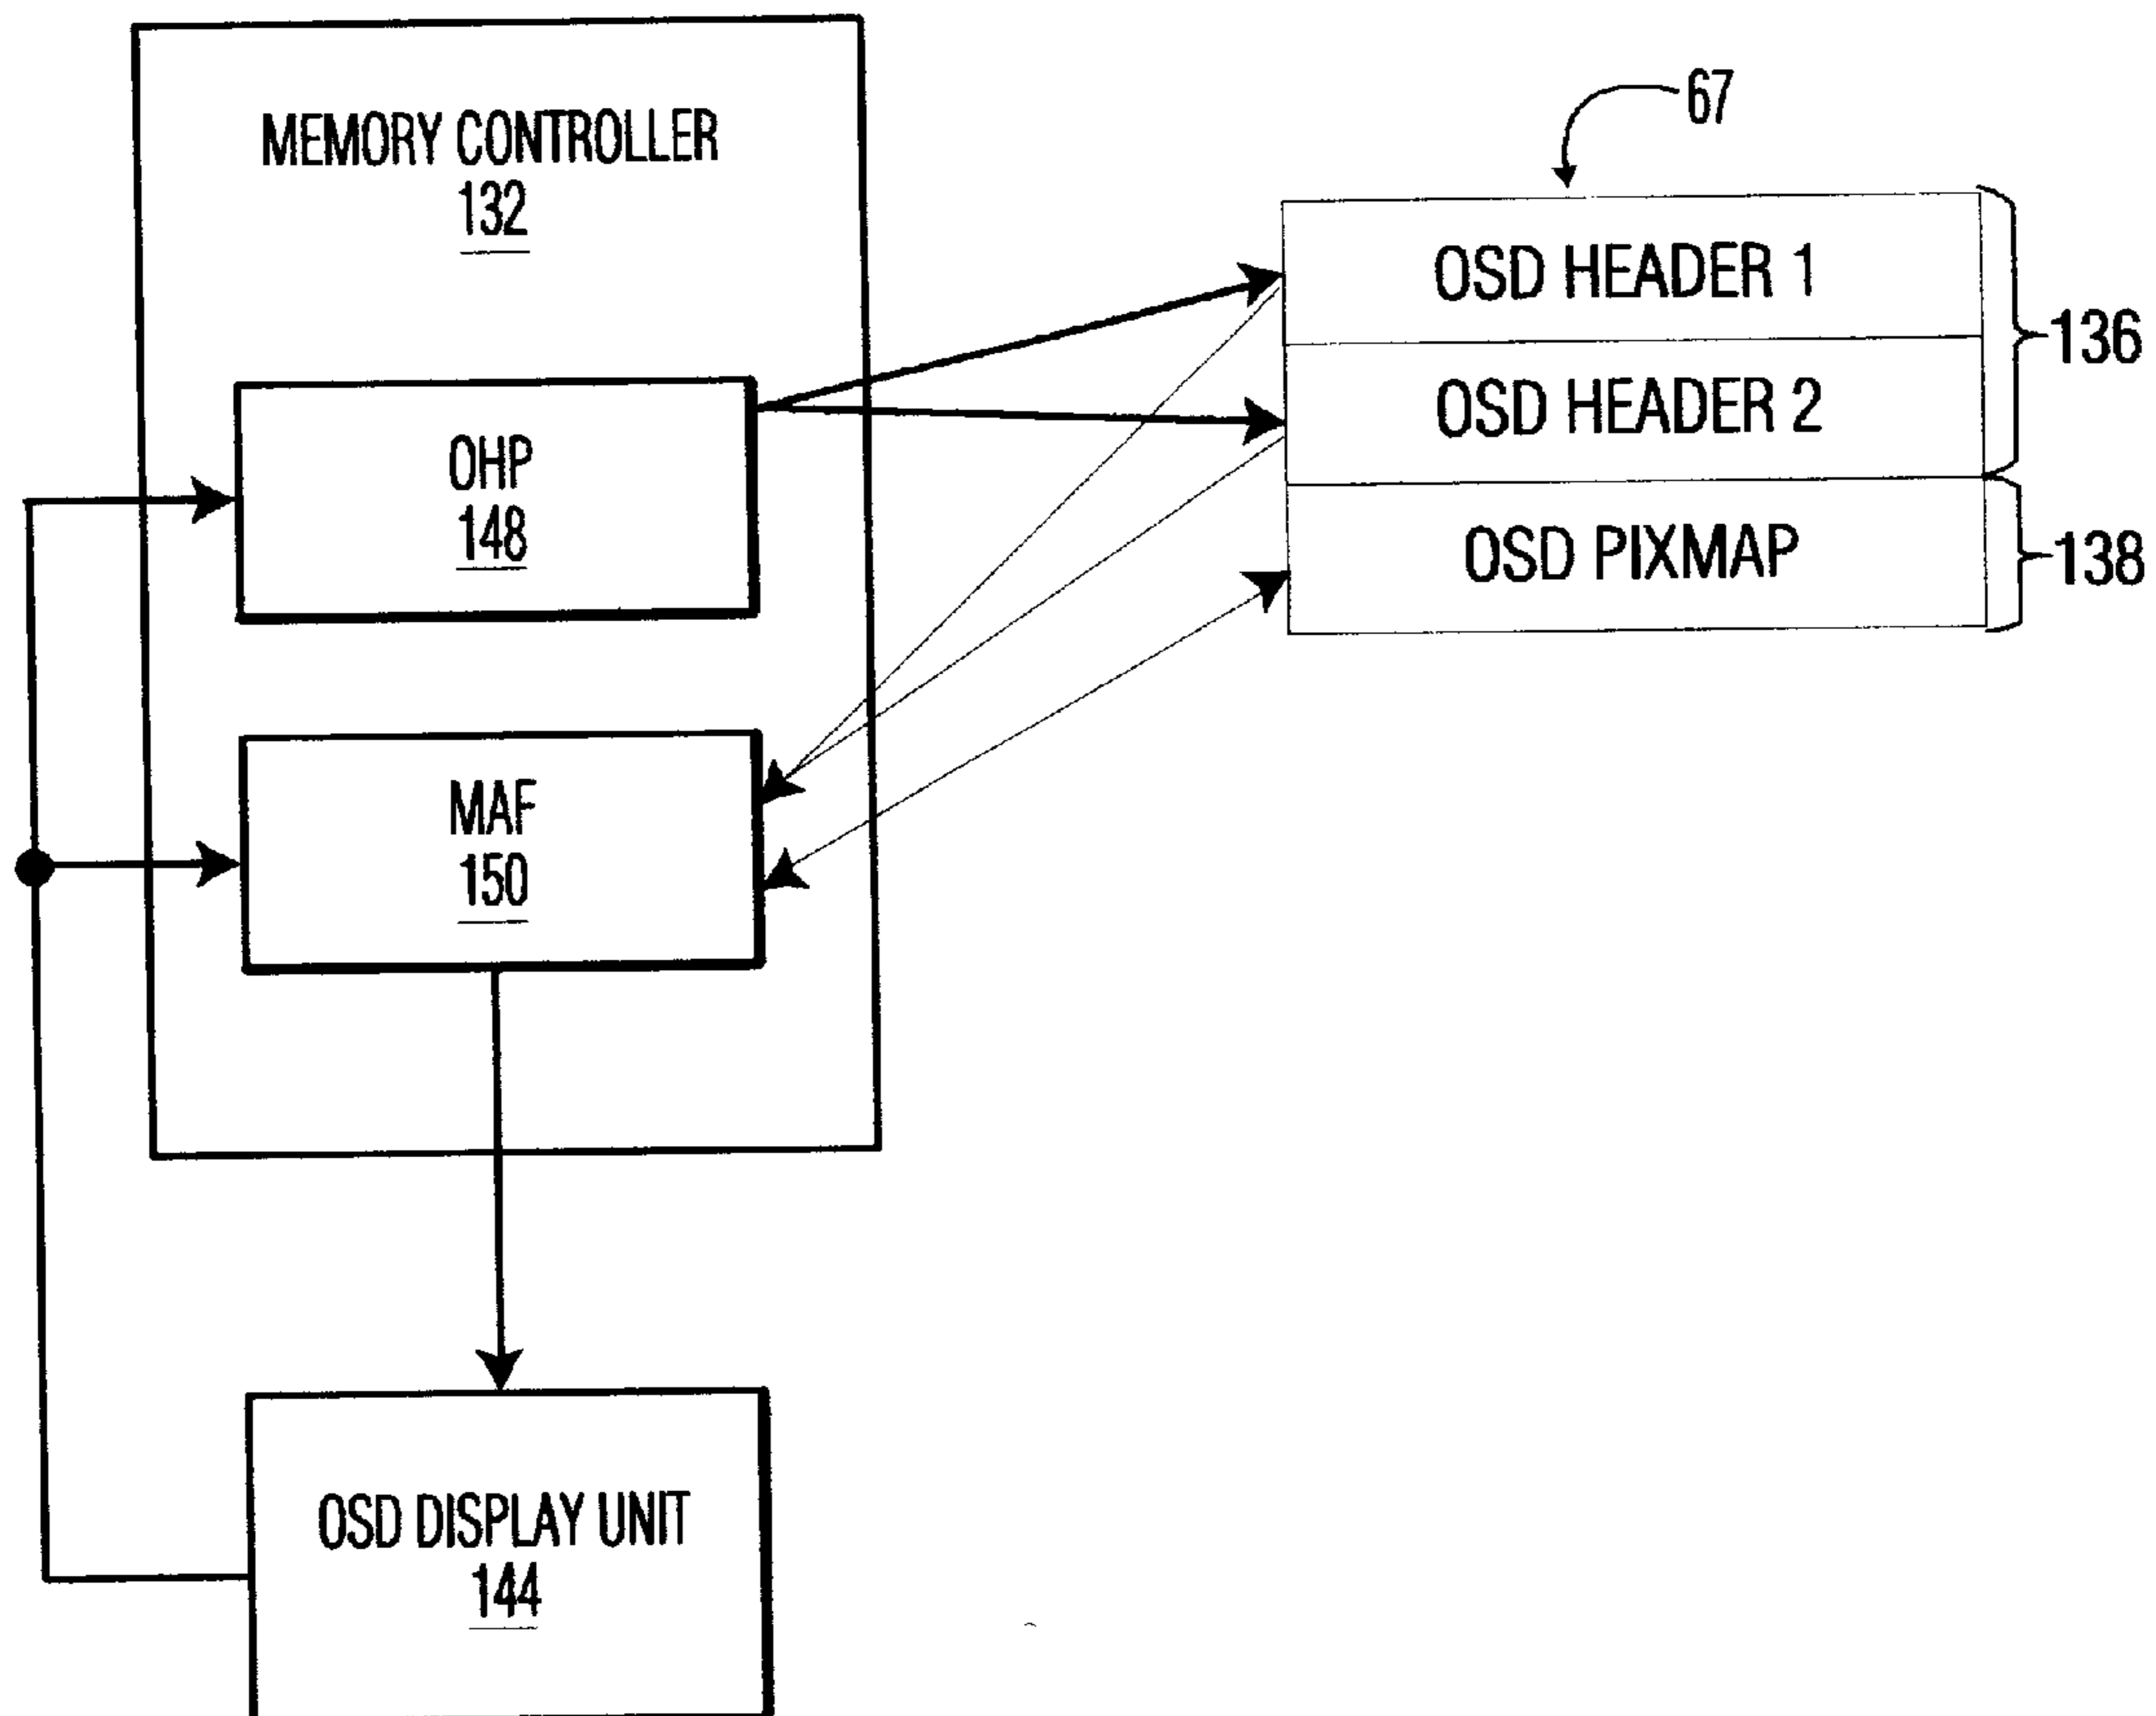 MEMORY CONTROLLER
132
67
OSD HEADER 1
OSD HEADER 2
136
OHP
148
OSD PIXMAP
138
MAF
150
OSD DISPLAY UNIT
144